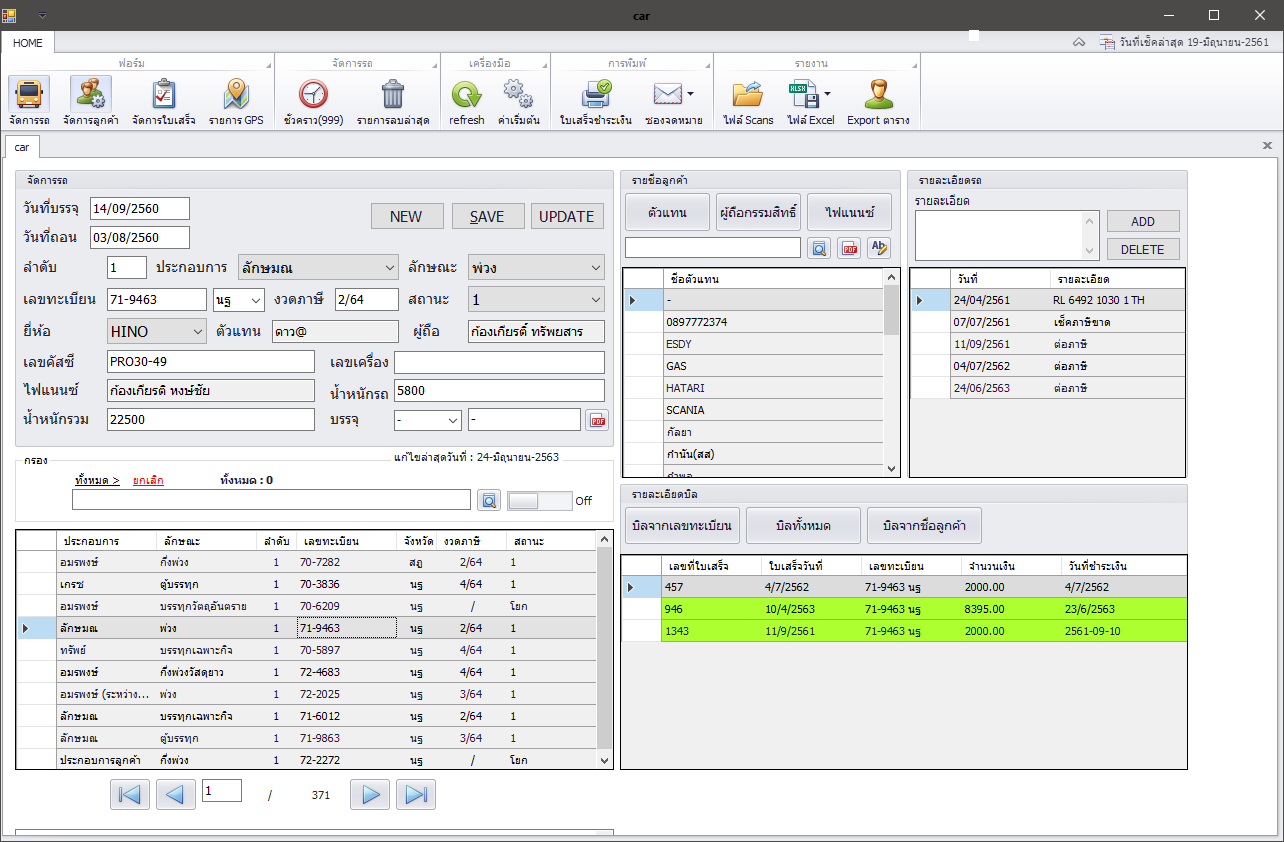 car
HOME
วันที่เช็คล่าสุด 19-มิถุนายน-2561
ฟอร์ม จัดการรถ เครื่องมือ การพิมพ์ รายงาน
จัดการรถ จัดการลูกค้า จัดการใบเสร็จ รายการ GPS ชั่วคราว(999) รายการลบล่าสุด refresh ค่าเริ่มต้น ใบเสร็จชำระเงิน ซองจดหมาย ไฟล์ Scans ไฟล์ Excel Export ตาราง
car
จัดการรถ
วันที่บรรจุ 14/09/2560 NEW SAVE UPDATE
วันที่ถอน 03/08/2560
ลำดับ 1 ประกอบการ ลักษมณ ลักษณะ พ่วง
เลขทะเบียน 71-9463 นฐ งวดภาษี 2/64 สถานะ 1
ยี่ห้อ HINO ตัวแทน ดาว@ ผู้ถือ ก้องเกียรติ์ ทรัพยสาร
เลขคัสซี PRO30-49 เลขเครื่อง
ไฟแนนซ์ ก้องเกียรติ หงษ์ชัย น้ำหนักรถ 5800
น้ำหนักรวม 22500 บรรจุ - - PDF
กรอง แก้ไขล่าสุดวันที่ : 24-มิถุนายน-2563
ทั้งหมด > ยกเลิก ทั้งหมด : 0
Off
ประกอบการ ลักษณะ ลำดับ เลขทะเบียน จังหวัด งวดภาษี สถานะ
อมรพงษ์ กึ่งพ่วง 1 70-7282 สฎ 2/64 1
เกรซ ตู้บรรทุก 1 70-3836 นฐ 4/64 1
อมรพงษ์ บรรทุกวัตถุอันตราย 1 70-6209 นฐ / โยก
ลักษมณ พ่วง 1 71-9463 นฐ 2/64 1
ทรัพย์ บรรทุกเฉพาะกิจ 1 70-5897 นฐ 4/64 1
อมรพงษ์ กึ่งพ่วงวัสดุยาว 1 72-4683 นฐ 4/64 1
อมรพงษ์ (ระหว่าง... พ่วง 1 72-2025 นฐ 3/64 1
ลักษมณ บรรทุกเฉพาะกิจ 1 71-6012 นฐ 2/64 1
ลักษมณ ตู้บรรทุก 1 71-9863 นฐ 3/64 1
ประกอบการลูกค้า กึ่งพ่วง 1 72-2272 นฐ / โยก
1 / 371
รายชื่อลูกค้า
ตัวแทน ผู้ถือกรรมสิทธิ์ ไฟแนนซ์
PDF Ab
ชื่อตัวแทน
-
0897772374
ESDY
GAS
HATARI
SCANIA
กัลยา
กำนัน(สส)
รายละเอียดรถ
รายละเอียด
ADD
DELETE
วันที่ รายละเอียด
24/04/2561 RL 6492 1030 1 TH
07/07/2561 เช็คภาษีขาด
11/09/2561 ต่อภาษี
04/07/2562 ต่อภาษี
24/06/2563 ต่อภาษี
รายละเอียดบิล
บิลจากเลขทะเบียน บิลทั้งหมด บิลจากชื่อลูกค้า
เลขที่ใบเสร็จ ใบเสร็จวันที่ เลขทะเบียน จำนวนเงิน วันที่ชำระเงิน
457 4/7/2562 71-9463 นฐ 2000.00 4/7/2562
946 10/4/2563 71-9463 นฐ 8395.00 23/6/2563
1343 11/9/2561 71-9463 นฐ 2000.00 2561-09-10